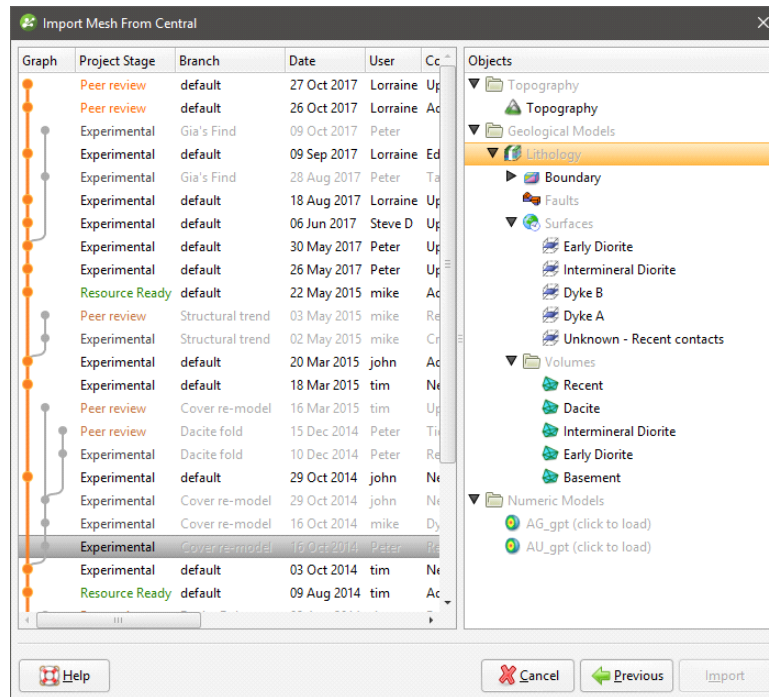 Import Mesh From Central
Graph Project Stage Branch Date User Co
Peer review default 27 Oct 2017 Lorraine Up
Peer review default 26 Oct 2017 Lorraine Ac
Experimental Gia's Find 09 Oct 2017 Peter
Experimental default 09 Sep 2017 Lorraine Ed
Experimental Gia's Find 28 Aug 2017 Peter Ta
Experimental default 18 Aug 2017 Lorraine Up
Experimental default 06 Jun 2017 Steve D Up
Experimental default 30 May 2017 Peter Up
Experimental default 26 May 2017 Peter Up
Resource Ready default 22 May 2015 mike Ac
Peer review Structural trend 03 May 2015 mike Re
Experimental Structural trend 02 May 2015 mike Cr
Experimental default 20 Mar 2015 john Ac
Experimental default 18 Mar 2015 tim Ne
Peer review Cover re-model 16 Mar 2015 tim Up
Peer review Dacite fold 15 Dec 2014 Peter Ti
Experimental Dacite fold 10 Dec 2014 Peter Re
Experimental default 29 Oct 2014 john Ne
Experimental Cover re-model 29 Oct 2014 john Ne
Experimental Cover re-model 16 Oct 2014 mike Dy
Experimental Cover re-model 16 Oct 2014 Peter Re
Experimental default 03 Oct 2014 tim Ne
Resource Ready default 09 Aug 2014 tim Ac
Objects
Topography
Topography
Geological Models
Lithology
Boundary
Faults
Surfaces
Early Diorite
Intermineral Diorite
Dyke B
Dyke A
Unknown - Recent contacts
Volumes
Recent
Dacite
Intermineral Diorite
Early Diorite
Basement
Numeric Models
AG_gpt (click to load)
AU_gpt (click to load)
Help Cancel Previous Import